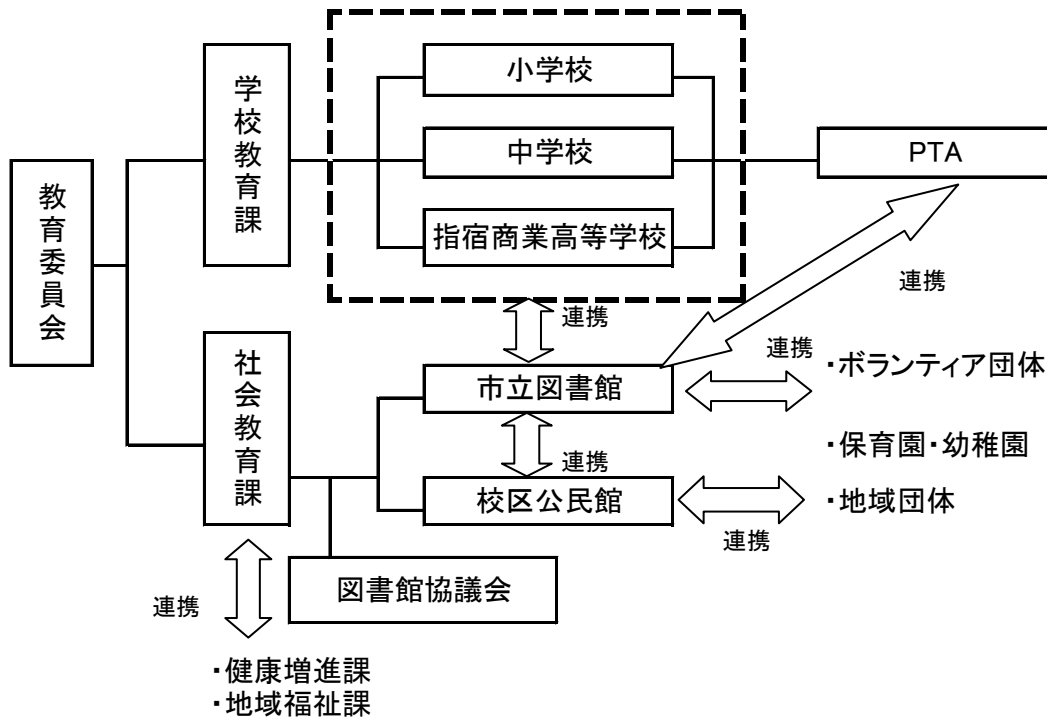 教育委員会
学校教育課
小学校
中学校
指宿商業高等学校
PTA
連携
連携
社会教育課
市立図書館
連携
・ボランティア団体
連携
・保育園・幼稚園
校区公民館
・地域団体
連携
図書館協議会
連携
・健康増進課
・地域福祉課